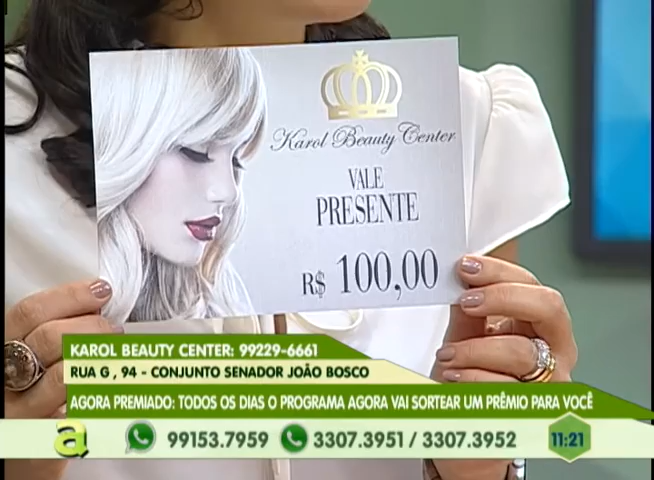 Karol Beauty Center
VALE
PRESENTE
R$ 100,00
KAROL BEAUTY CENTER: 99229-6661
RUA G , 94 - CONJUNTO SENADOR JOÃO BOSCO
AGORA PREMIADO: TODOS OS DIAS O PROGRAMA AGORA VAI SORTEAR UM PRÊMIO PARA VOCÊ
a 99153.7959 3307.3951 / 3307.3952 11:21